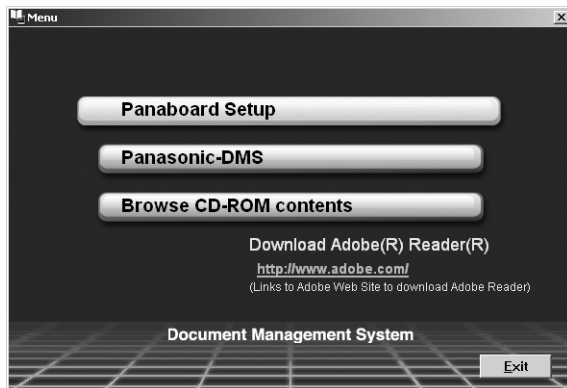 Menu
Panaboard Setup
Panasonic-DMS
Browse CD-ROM contents
Download Adobe(R) Reader(R)
http://www.adobe.com/
(Links to Adobe Web Site to download Adobe Reader)
Document Management System
Exit